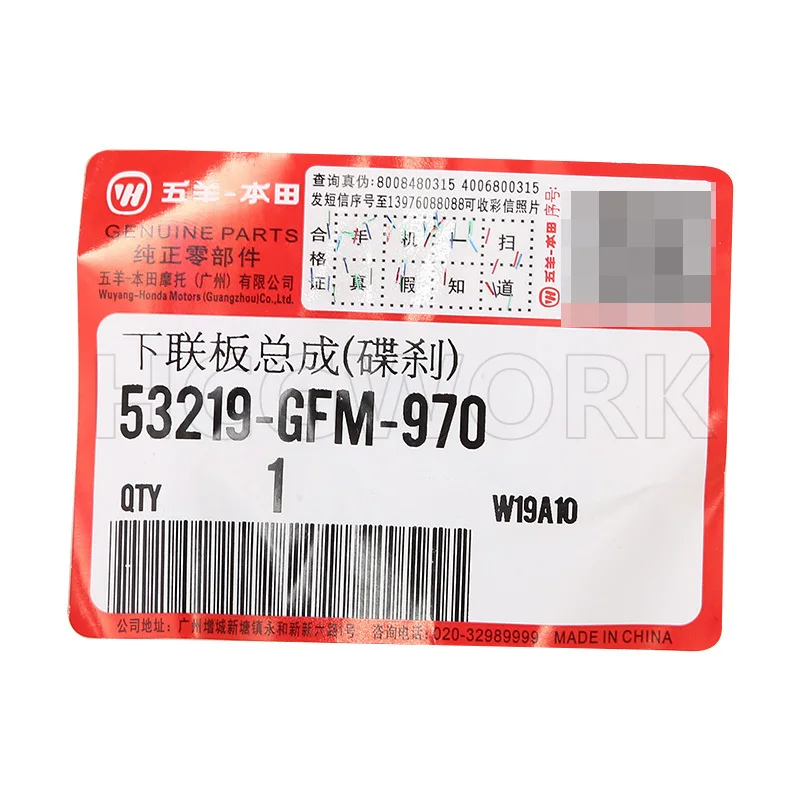 五羊-本田
GENUINE PARTS
纯正零部件
五羊-本田摩托(广州)有限公司
Wuyang-Honda Motors (Guangzhou)Co.,Ltd.
查询真伪:8008480315 4006800315
发短信序号至13976088088可收彩信照片
合格证
手机一扫
真假知道
五羊-本田 序号:
下联板总成(碟刹)
53219-GFM-970
HCGWORK
QTY 1 W19A10
公司地址: 广州增城新塘镇永和新新六路1号 咨询电话:020-32989999 MADE IN CHINA